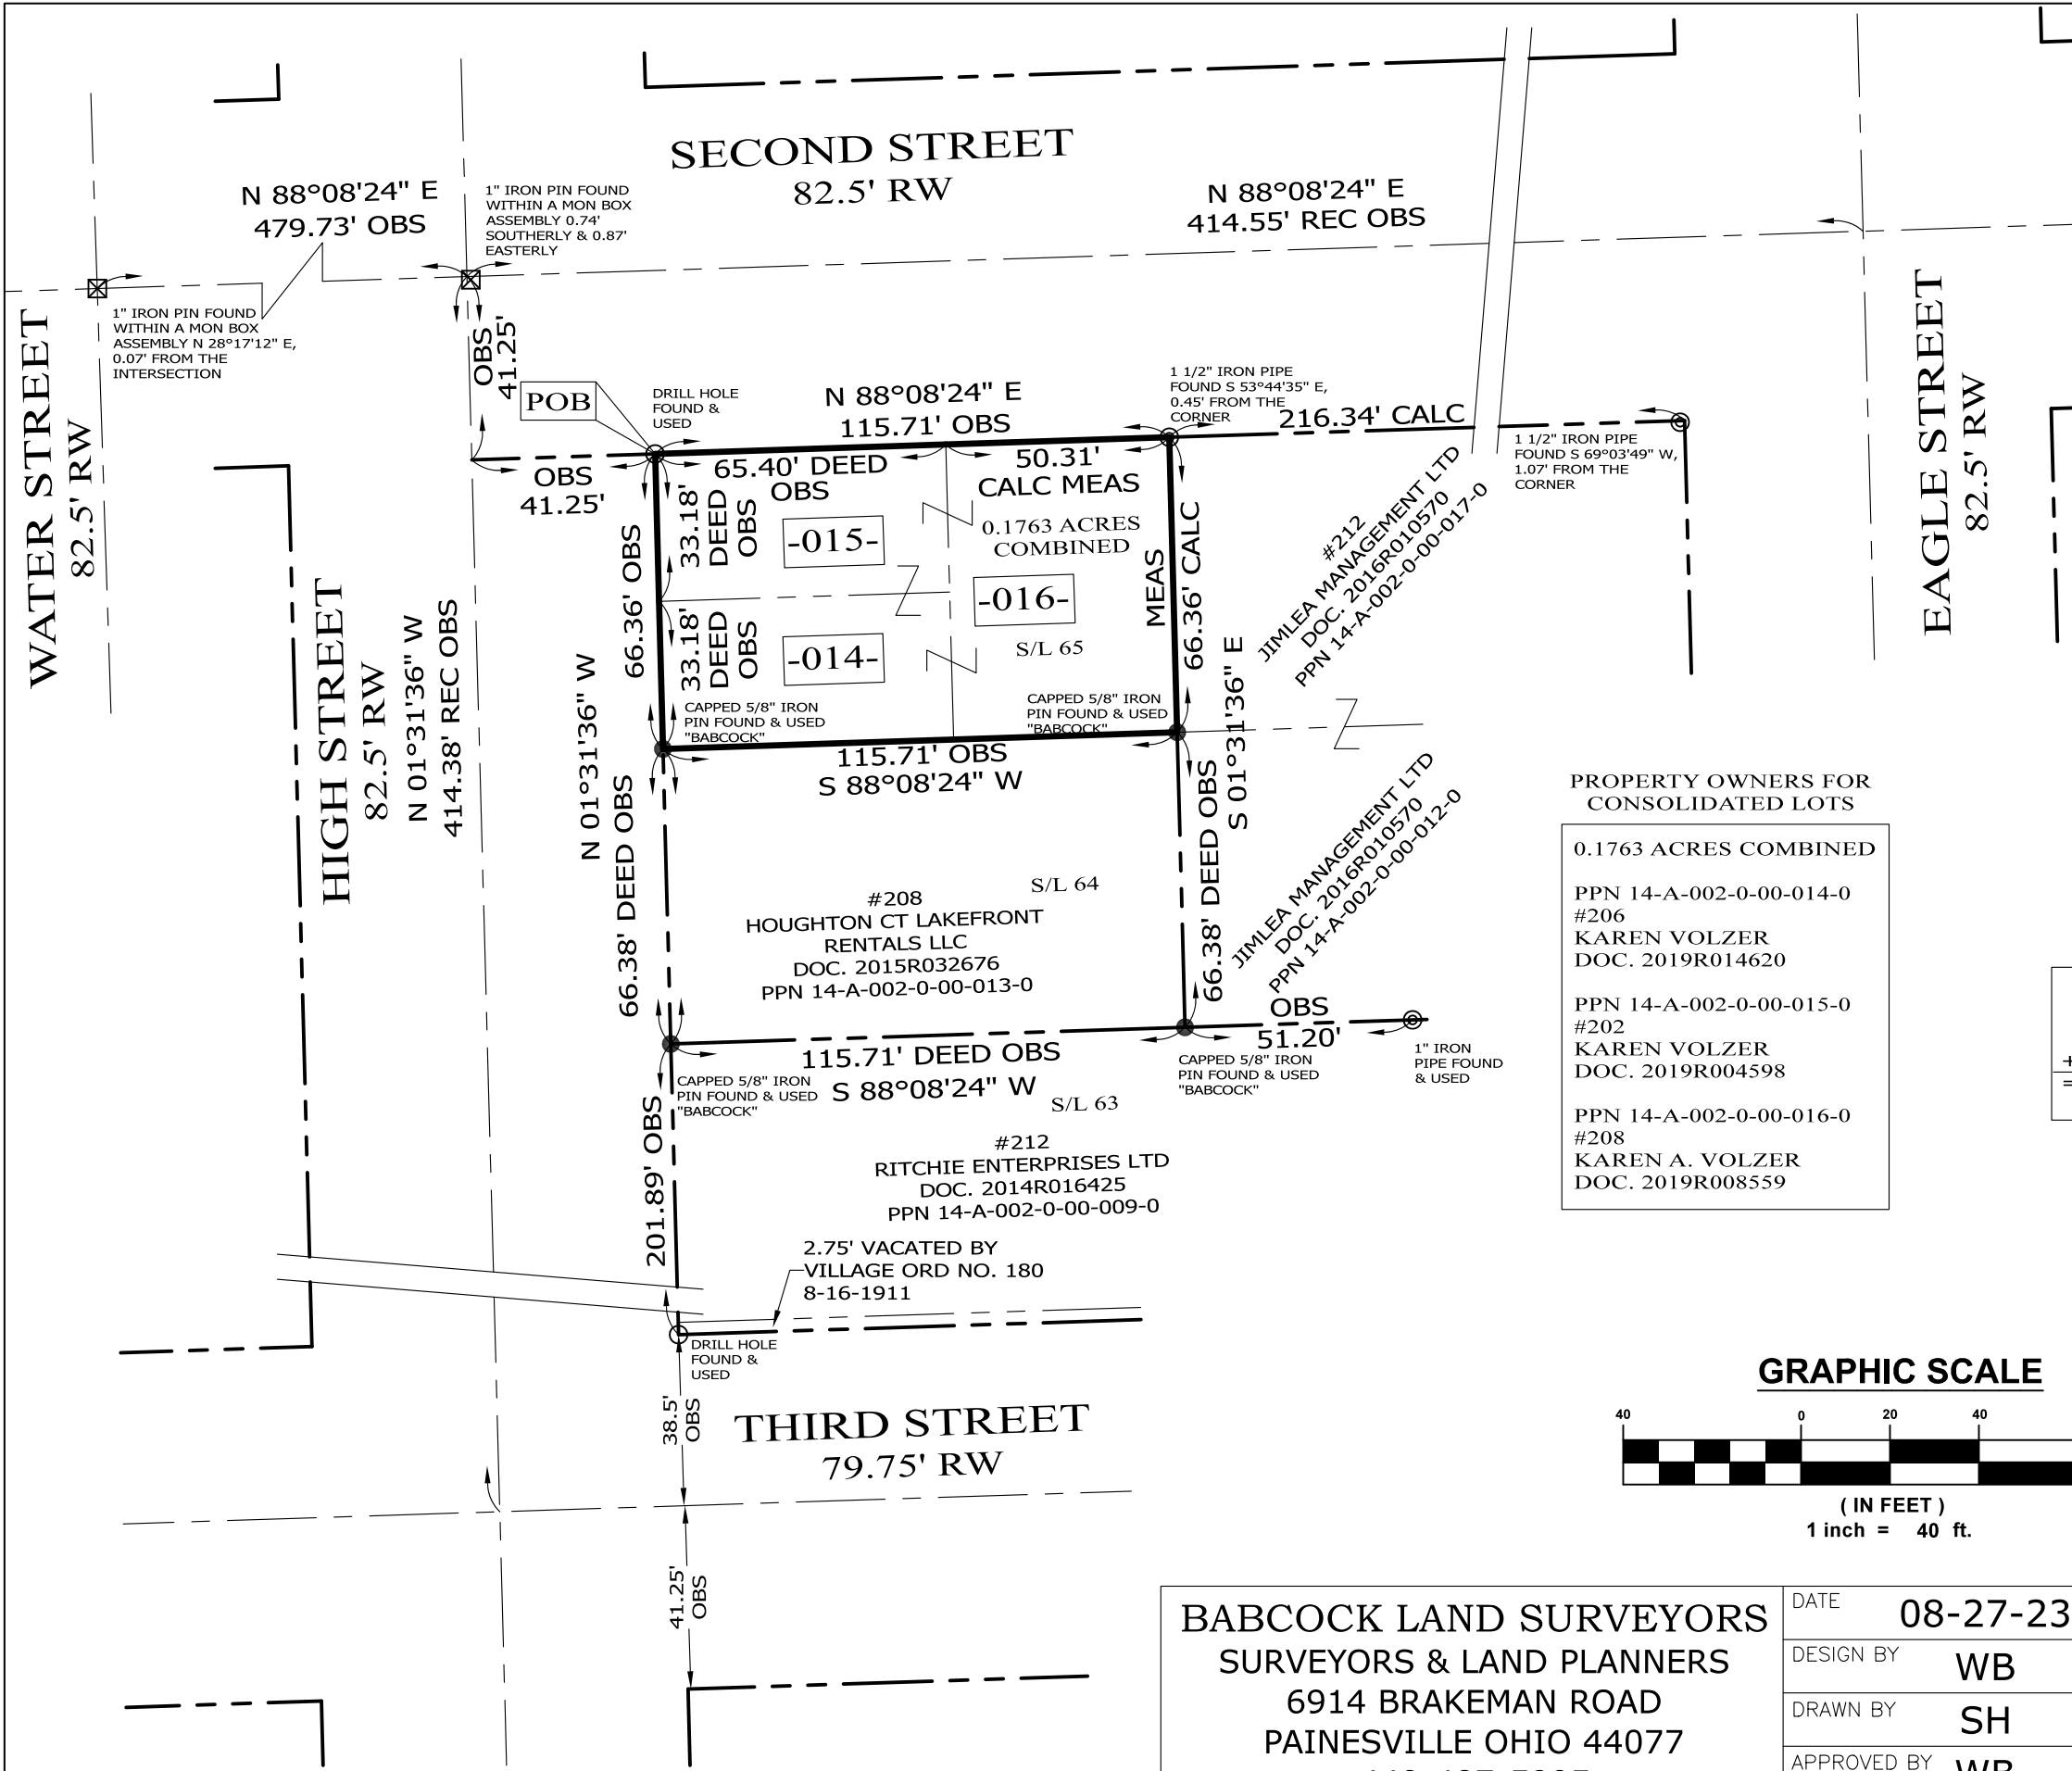 SECOND STREET
82.5' RW
N 88°08'24" E
479.73' OBS
1" IRON PIN FOUND
WITHIN A MON BOX
ASSEMBLY 0.74'
SOUTHERLY & 0.87'
EASTERLY
N 88°08'24" E
414.55' REC OBS
1" IRON PIN FOUND
WITHIN A MON BOX
ASSEMBLY N 28°17'12" E,
0.07' FROM THE
INTERSECTION
WATER STREET
82.5' RW
OBS
41.25'
POB
DRILL HOLE
FOUND &
USED
N 88°08'24" E
115.71' OBS
1 1/2" IRON PIPE
FOUND S 53°44'35" E,
0.45' FROM THE
CORNER
216.34' CALC
1 1/2" IRON PIPE
FOUND S 69°03'49" W,
1.07' FROM THE
CORNER
EAGLE STREET
82.5' RW
OBS
41.25'
65.40' DEED
OBS
50.31'
CALC MEAS
0.1763 ACRES
COMBINED
33.18'
DEED
OBS
-015-
-016-
S/L 65
33.18'
DEED
OBS
-014-
66.36' OBS
N 01°31'36" W
MEAS
66.36' CALC
S 01°31'36" E
#212
JIMLEA MANAGEMENT LTD
DOC. 2016R010570
PPN 14-A-002-0-00-017-0
HIGH STREET
82.5' RW
N 01°31'36" W
414.38' REC OBS
CAPPED 5/8" IRON
PIN FOUND & USED
"BABCOCK"
CAPPED 5/8" IRON
PIN FOUND & USED
"BABCOCK"
115.71' OBS
S 88°08'24" W
66.38' DEED OBS
66.38' DEED OBS
JIMLEA MANAGEMENT LTD
DOC. 2016R010570
PPN 14-A-002-0-00-012-0
S/L 64
#208
HOUGHTON CT LAKEFRONT
RENTALS LLC
DOC. 2015R032676
PPN 14-A-002-0-00-013-0
PROPERTY OWNERS FOR
CONSOLIDATED LOTS
0.1763 ACRES COMBINED
PPN 14-A-002-0-00-014-0
#206
KAREN VOLZER
DOC. 2019R014620
PPN 14-A-002-0-00-015-0
#202
KAREN VOLZER
DOC. 2019R004598
PPN 14-A-002-0-00-016-0
#208
KAREN A. VOLZER
DOC. 2019R008559
+
=
OBS
51.20'
1" IRON
PIPE FOUND
& USED
115.71' DEED OBS
S 88°08'24" W
CAPPED 5/8" IRON
PIN FOUND & USED
"BABCOCK"
CAPPED 5/8" IRON
PIN FOUND & USED
"BABCOCK"
S/L 63
201.89' OBS
#212
RITCHIE ENTERPRISES LTD
DOC. 2014R016425
PPN 14-A-002-0-00-009-0
2.75' VACATED BY
VILLAGE ORD NO. 180
8-16-1911
DRILL HOLE
FOUND &
USED
38.5'
OBS
THIRD STREET
79.75' RW
41.25'
OBS
GRAPHIC SCALE
40 0 20 40
( IN FEET )
1 inch = 40 ft.
BABCOCK LAND SURVEYORS
SURVEYORS & LAND PLANNERS
6914 BRAKEMAN ROAD
PAINESVILLE OHIO 44077
DATE 08-27-23
DESIGN BY WB
DRAWN BY SH
APPROVED BY WB